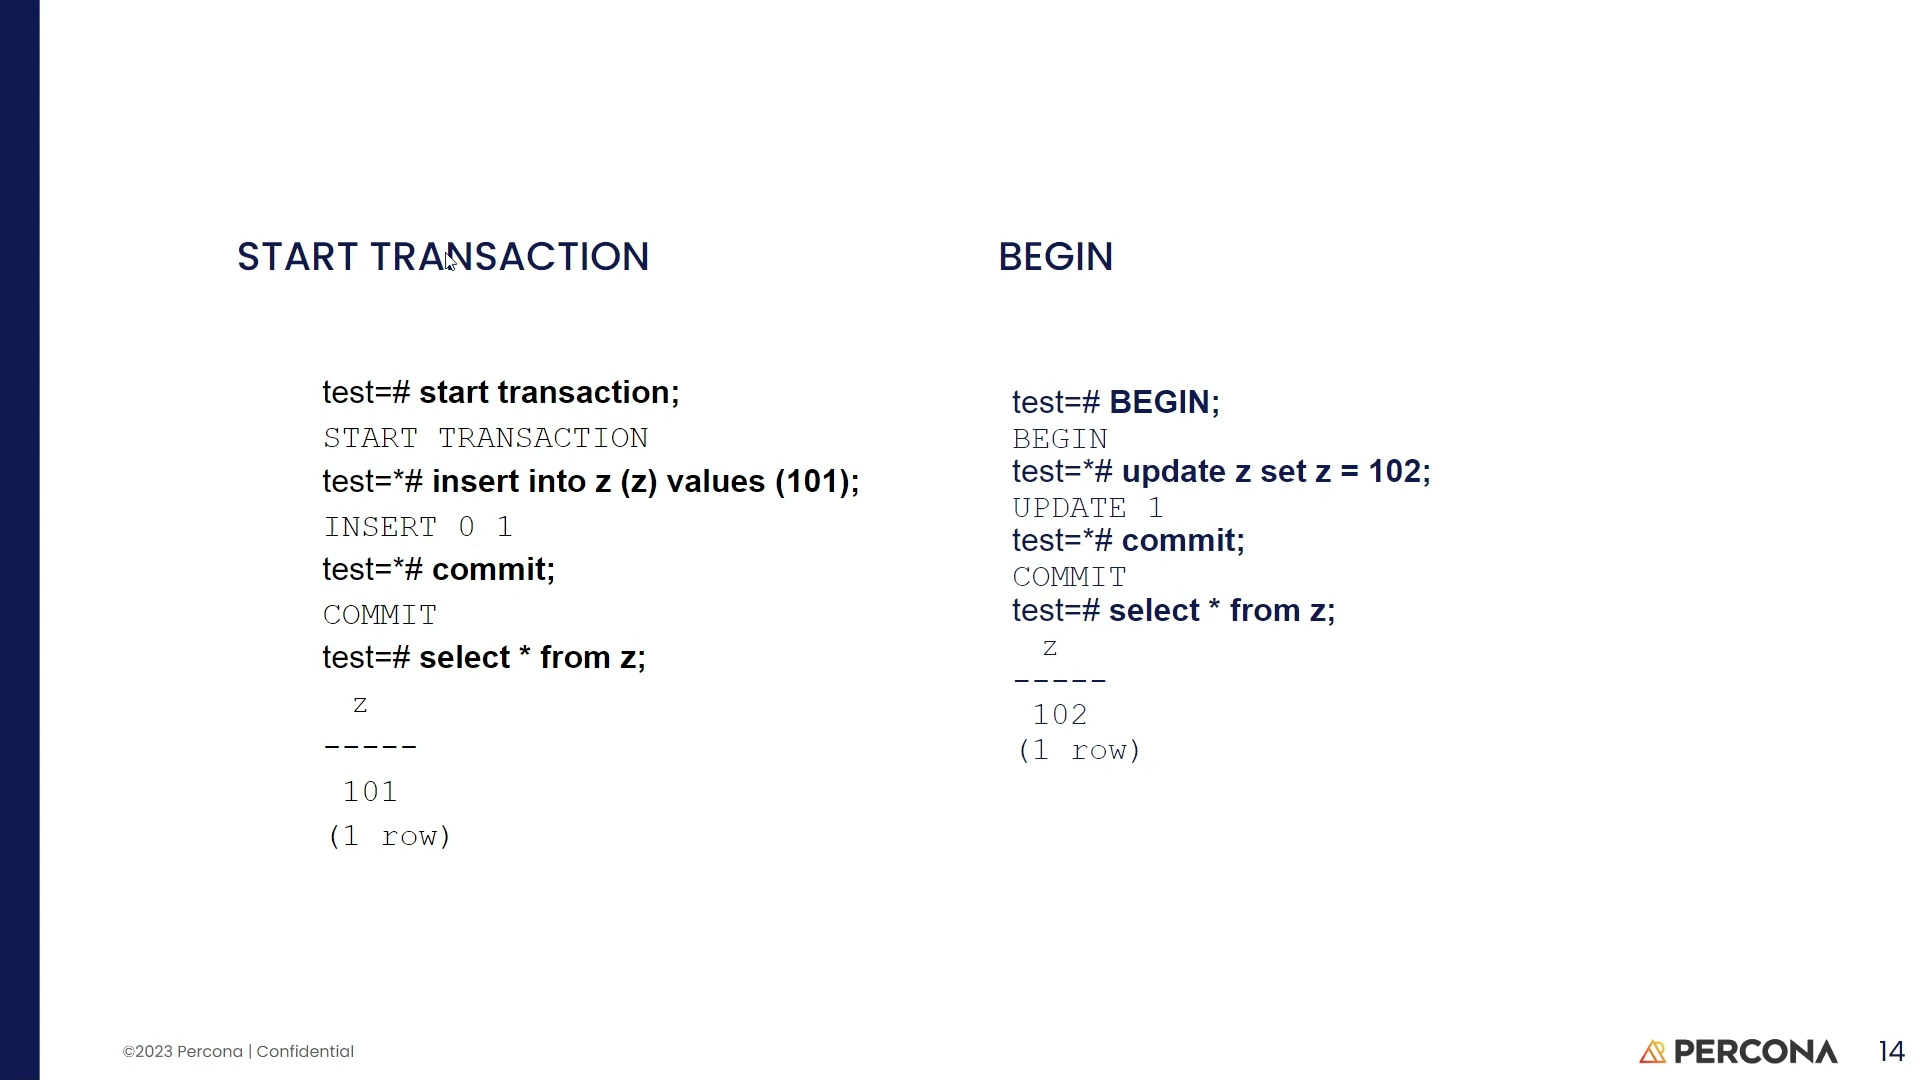 START TRANSACTION
test=# start transaction;
START TRANSACTION
test=*# insert into z (z) values (101);
INSERT 0 1
test=*# commit;
COMMIT
test=# select * from z;
z
-----
101
(1 row)
BEGIN
test=# BEGIN;
BEGIN
test=*# update z set z = 102;
UPDATE 1
test=*# commit;
COMMIT
test=# select * from z;
z
-----
102
(1 row)
©2023 Percona | Confidential
PERCONA
14